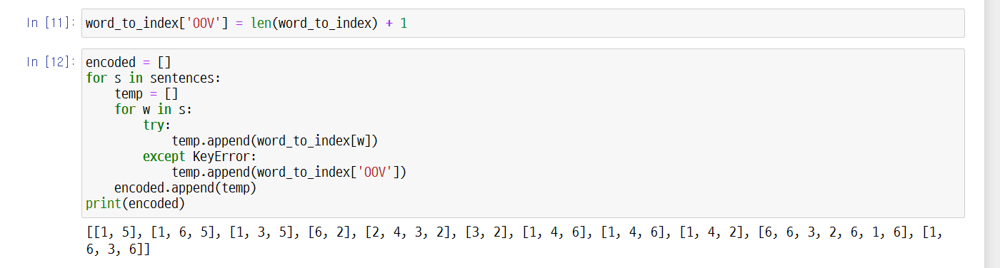 In [11]: word_to_index['OOV'] = len(word_to_index) + 1
In [12]: encoded = []
for s in sentences:
    temp = []
    for w in s:
        try:
            temp.append(word_to_index[w])
        except KeyError:
            temp.append(word_to_index['OOV'])
    encoded.append(temp)
print(encoded)
[[1, 5], [1, 6, 5], [1, 3, 5], [6, 2], [2, 4, 3, 2], [3, 2], [1, 4, 6], [1, 4, 6], [1, 4, 2], [6, 6, 3, 2, 6, 1, 6], [1,
6, 3, 6]]